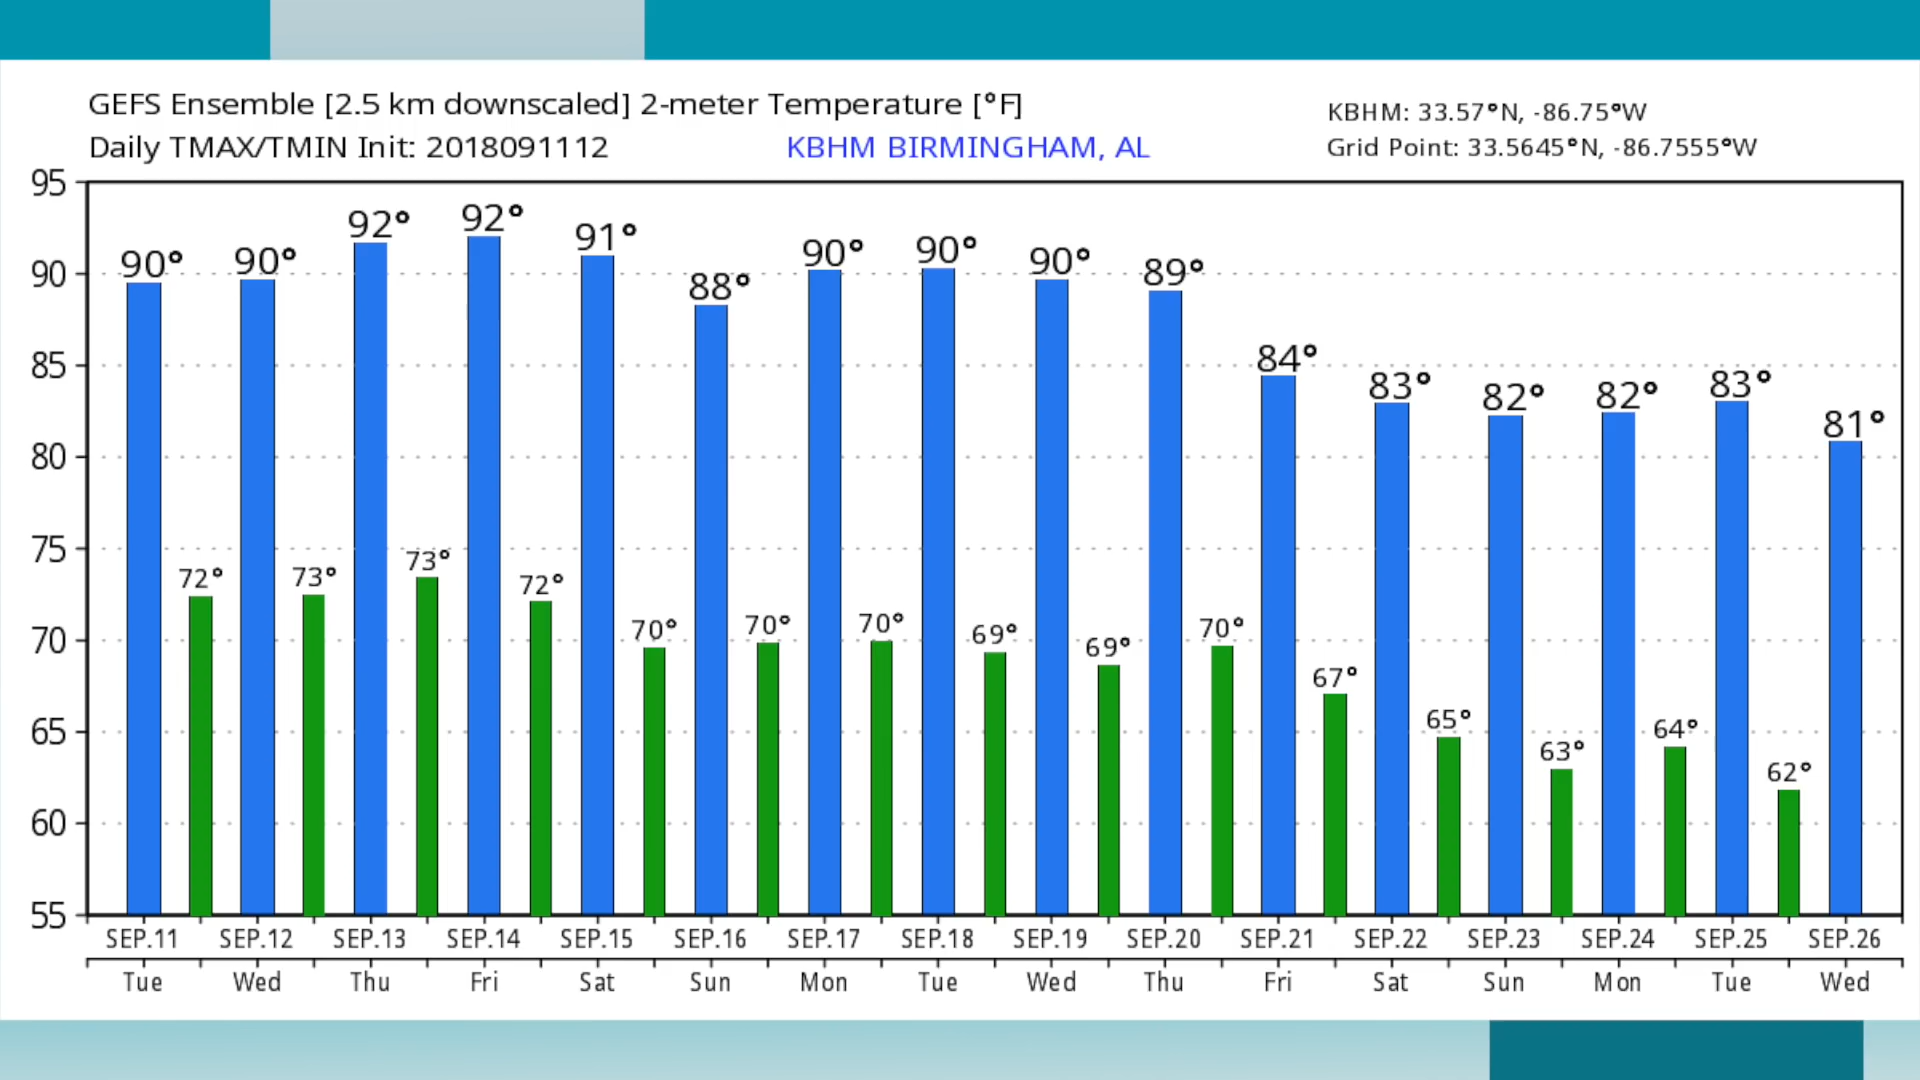 GEFS Ensemble [2.5 km downscaled] 2-meter Temperature [°F]
Daily TMAX/TMIN Init: 2018091112
KBHM BIRMINGHAM, AL
KBHM: 33.57°N, -86.75°W
Grid Point: 33.5645°N, -86.7555°W
95
90
85
80
75
70
65
60
55
90° 90° 92° 92° 91° 88° 90° 90° 90° 89° 84° 83° 82° 82° 83° 81°
72° 73° 73° 72° 70° 70° 70° 69° 69° 70° 67° 65° 63° 64° 62°
SEP.11 SEP.12 SEP.13 SEP.14 SEP.15 SEP.16 SEP.17 SEP.18 SEP.19 SEP.20 SEP.21 SEP.22 SEP.23 SEP.24 SEP.25 SEP.26
Tue Wed Thu Fri Sat Sun Mon Tue Wed Thu Fri Sat Sun Mon Tue Wed